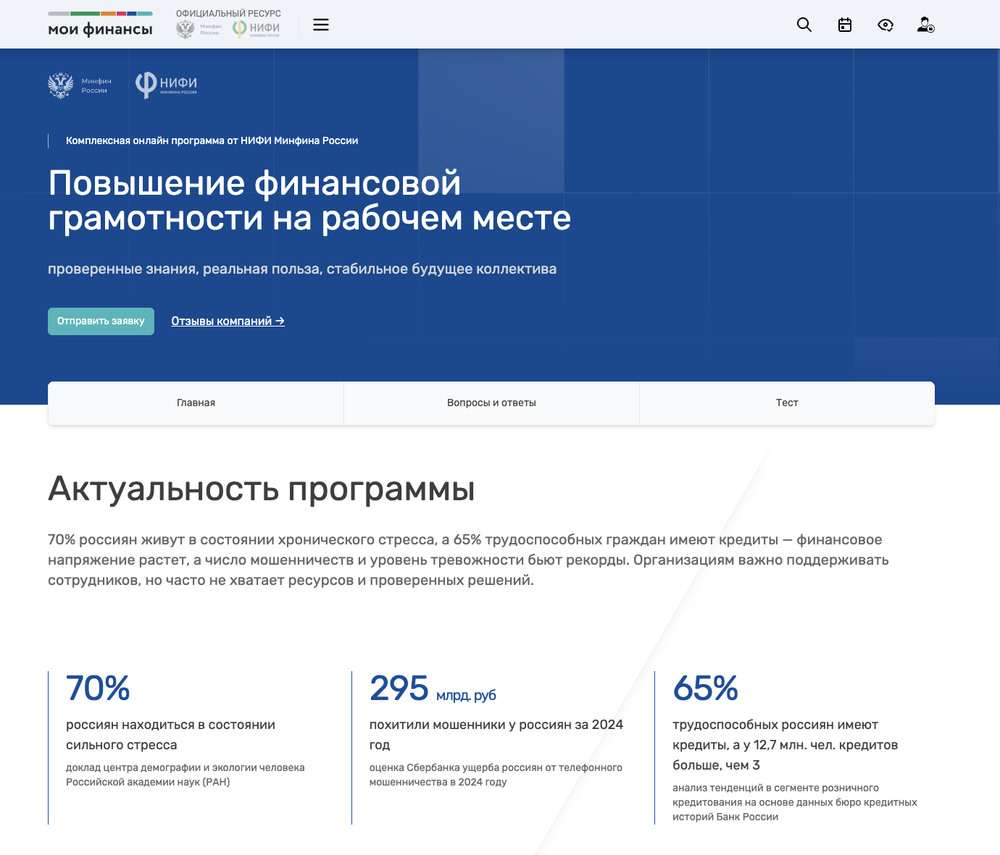 мои финансы
ОФИЦИАЛЬНЫЙ РЕСУРС
Минфин
России
НИФИ
МИНФИНА РОССИИ
Минфин
России
НИФИ
МИНФИНА РОССИИ
Комплексная онлайн программа от НИФИ Минфина России
Повышение финансовой
грамотности на рабочем месте
проверенные знания, реальная польза, стабильное будущее коллектива
Отправить заявку
Отзывы компаний →
Главная
Вопросы и ответы
Тест
Актуальность программы
70% россиян живут в состоянии хронического стресса, а 65% трудоспособных граждан имеют кредиты — финансовое
напряжение растет, а число мошенничеств и уровень тревожности бьют рекорды. Организациям важно поддерживать
сотрудников, но часто не хватает ресурсов и проверенных решений.
70%
россиян находиться в состоянии
сильного стресса
доклад центра демографии и экологии человека
Российской академии наук (РАН)
295 млрд. руб
похитили мошенники у россиян за 2024
год
оценка Сбербанка ущерба россиян от телефонного
мошенничества в 2024 году
65%
трудоспособных россиян имеют
кредиты, а у 12,7 млн. чел. кредитов
больше, чем 3
анализ тенденций в сегменте розничного
кредитования на основе данных бюро кредитных
историй Банк России